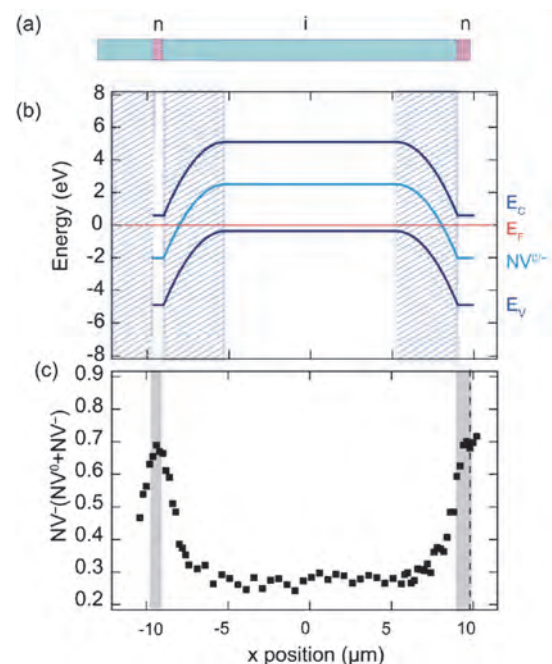 (a) n i n
(b)
8
6
4
2
0
-2
-4
-6
-8
Energy (eV)
E_C
E_F
NV^0/-
E_V
(c)
0.9
0.8
0.7
0.6
0.5
0.4
0.3
0.2
NV⁻(NV⁰+NV⁻)
-10 -5 0 5 10
x position (µm)